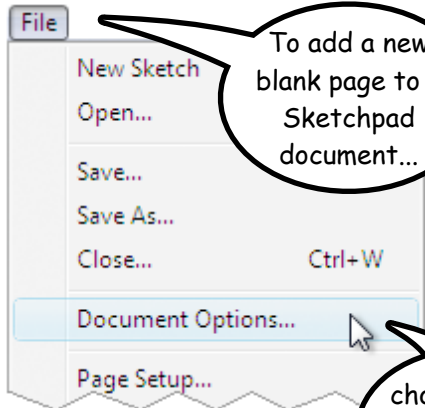 File
To add a new
blank page to
Sketchpad
document...
New Sketch
Open...
Save...
Save As...
Close... Ctrl+W
Document Options...
Page Setup...